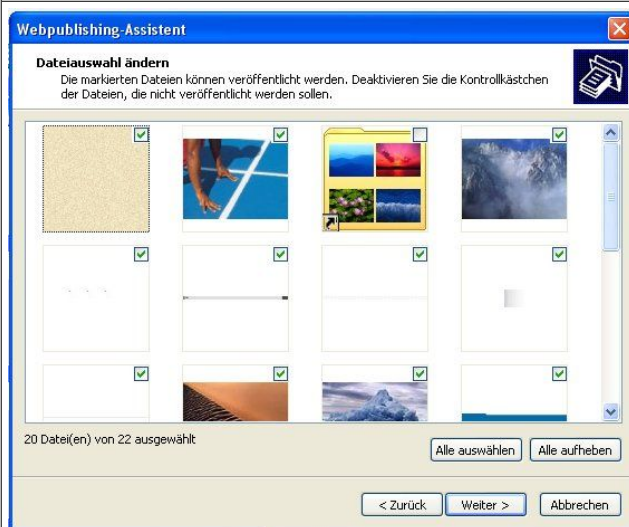 Webpublishing-Assistent
Dateiauswahl ändern
Die markierten Dateien können veröffentlicht werden. Deaktivieren Sie die Kontrollkästchen
der Dateien, die nicht veröffentlicht werden sollen.
20 Datei(en) von 22 ausgewählt
Alle auswählen
Alle aufheben
< Zurück
Weiter >
Abbrechen